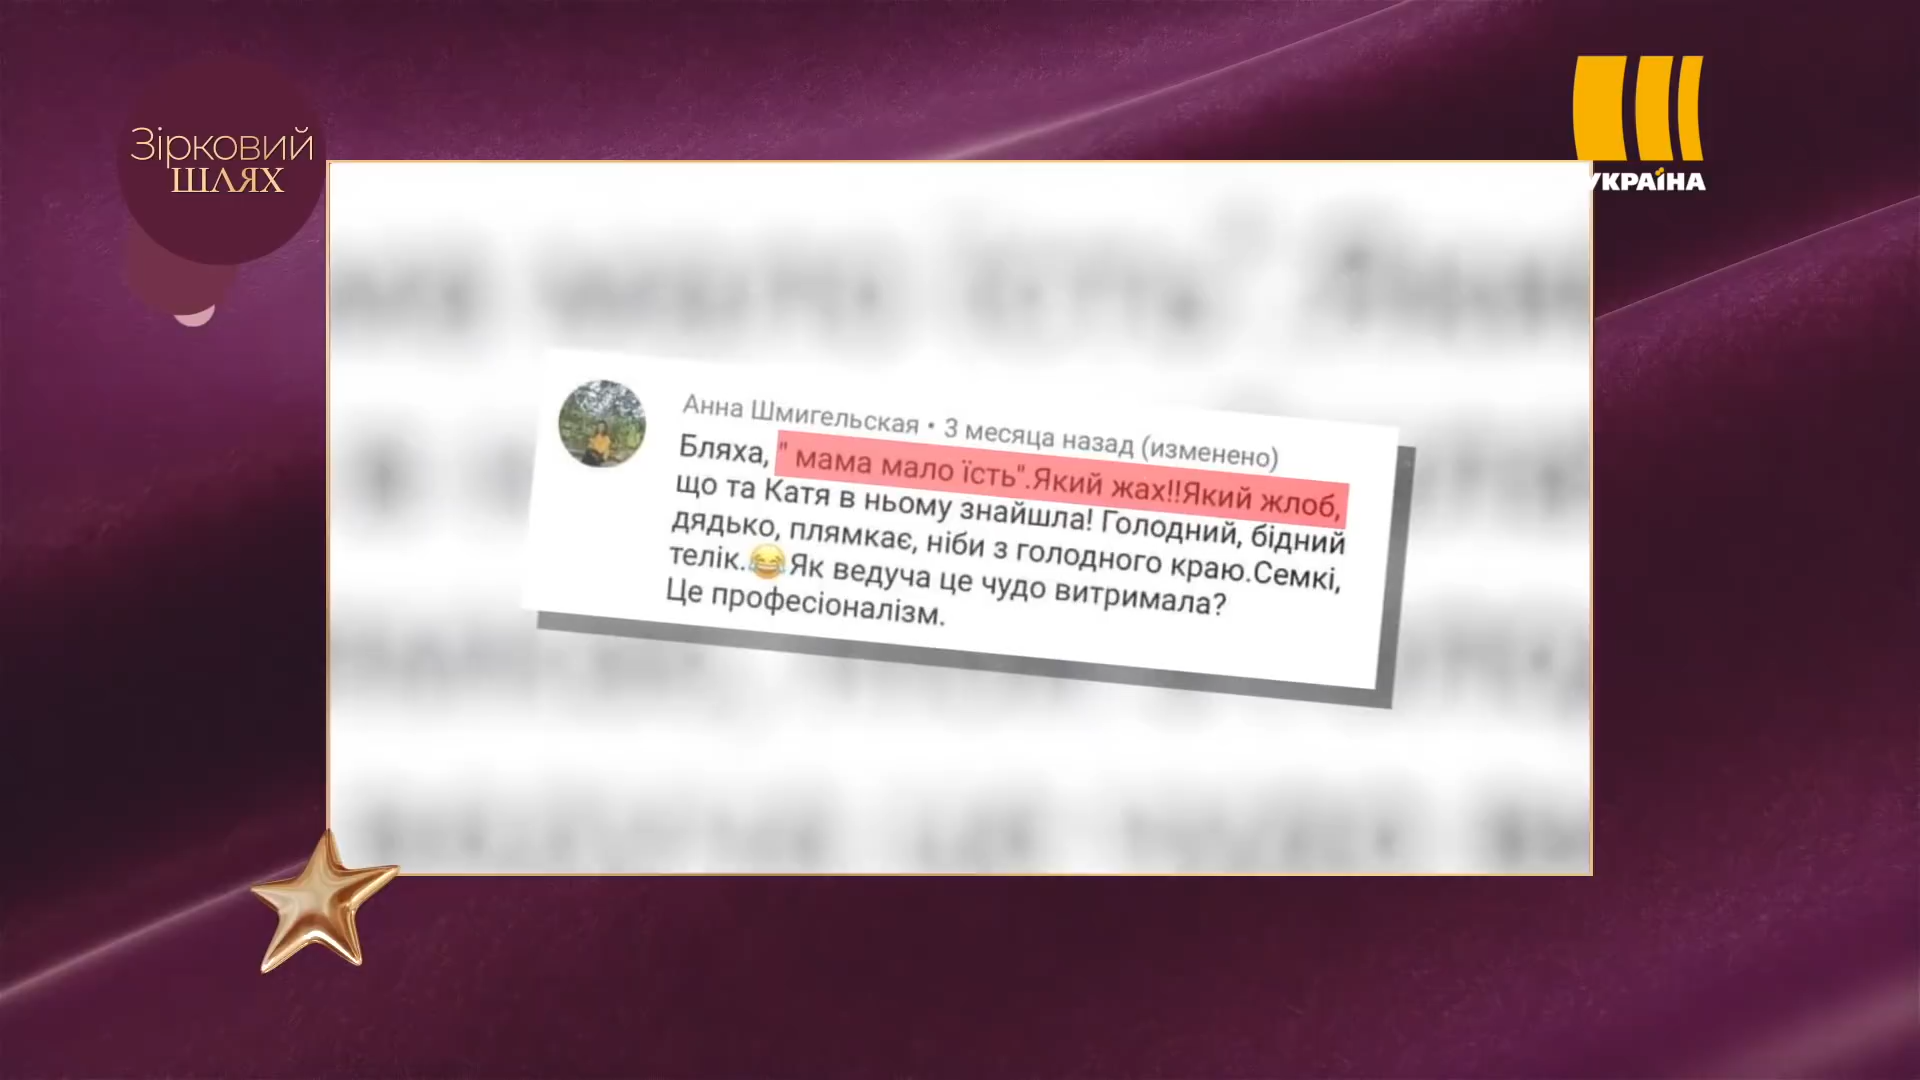 Зірковий
ШЛЯХ
УКРАЇНА
Анна Шмигельская • 3 месяца назад (изменено)
Бляха, " мама мало їсть".Який жах!!Який жлоб,
що та Катя в ньому знайшла! Голодний, бідний
дядько, плямкає, ніби з голодного краю.Семкі,
телік.😂Як ведуча це чудо витримала?
Це професіоналізм.